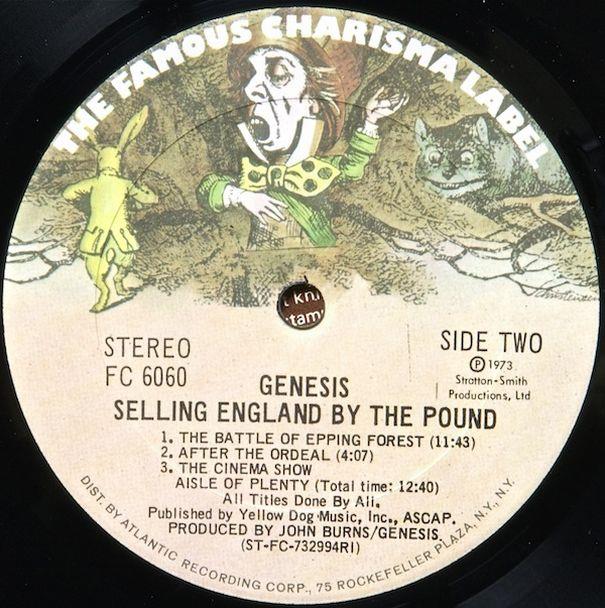 THE FAMOUS CHARISMA LABEL
STEREO
FC 6060
SIDE TWO
Ⓟ 1973
Stratton-Smith
Productions, Ltd
GENESIS
SELLING ENGLAND BY THE POUND
1. THE BATTLE OF EPPING FOREST (11:43)
2. AFTER THE ORDEAL (4:07)
3. THE CINEMA SHOW
AISLE OF PLENTY (Total time: 12:40)
All Titles Done By All.
Published by Yellow Dog Music, Inc., ASCAP.
PRODUCED BY JOHN BURNS/GENESIS.
(ST-FC-732994RI)
DIST. BY ATLANTIC RECORDING CORP., 75 ROCKEFELLER PLAZA, N.Y., N.Y.